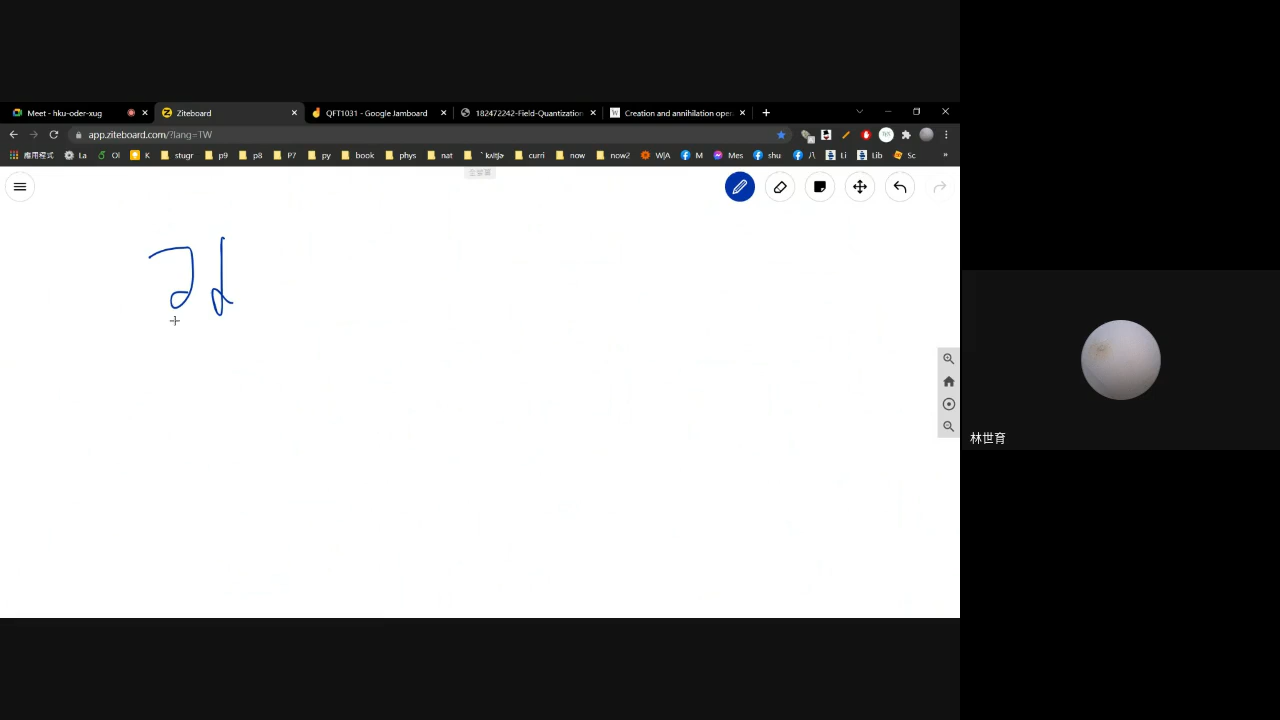 Meet - hku-oder-xug
Ziteboard
QFT1031 - Google Jamboard
182472242-Field-Quantization
Creation and annihilation oper
app.ziteboard.com/?lang=TW
應用程式 La Ol K stugr p9 p8 P7 py book phys nat curri now now2 W|A M Mes shu 八 Li Lib Sc »
林世育